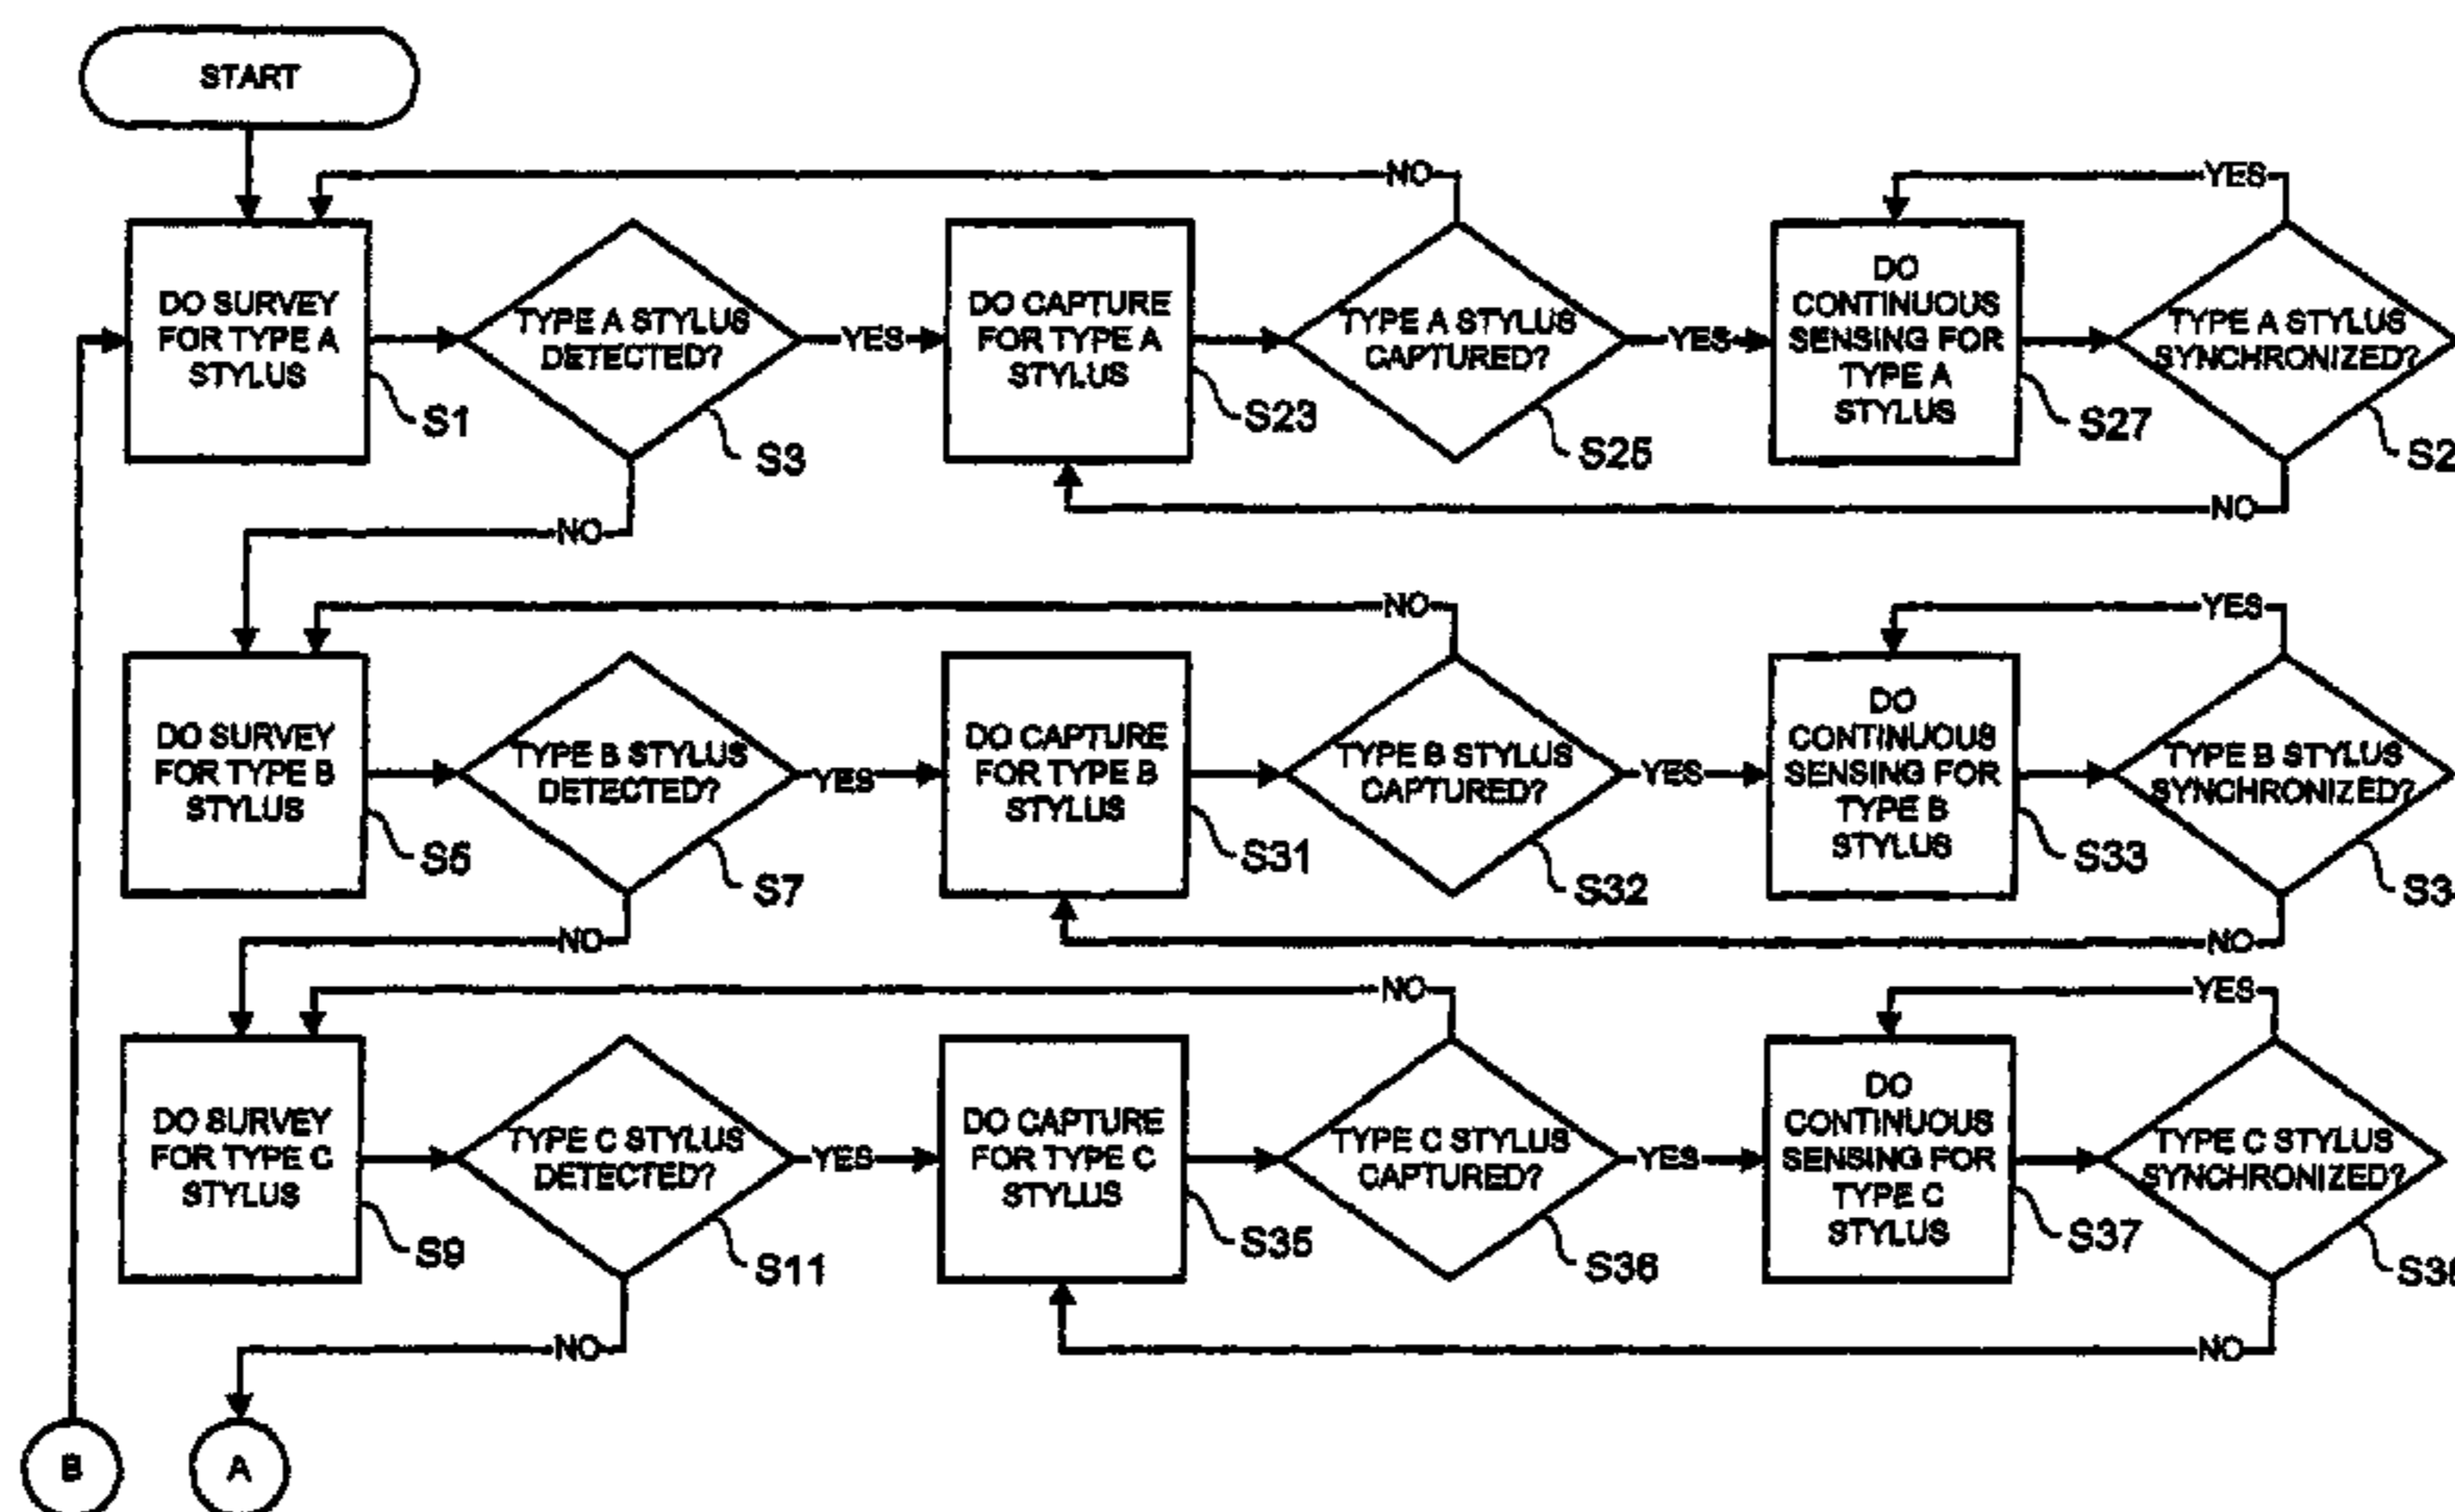 START
NO
YES
DO SURVEY
FOR TYPE A
STYLUS
S1
TYPE A STYLUS
DETECTED?
S3
YES
DO CAPTURE
FOR TYPE A
STYLUS
S23
TYPE A STYLUS
CAPTURED?
S25
YES
DO
CONTINUOUS
SENSING FOR
TYPE A
STYLUS
S27
TYPE A STYLUS
SYNCHRONIZED?
S2
NO
NO
NO
YES
DO SURVEY
FOR TYPE B
STYLUS
S5
TYPE B STYLUS
DETECTED?
S7
YES
DO CAPTURE
FOR TYPE B
STYLUS
S31
TYPE B STYLUS
CAPTURED?
S32
YES
DO
CONTINUOUS
SENSING FOR
TYPE B
STYLUS
S33
TYPE B STYLUS
SYNCHRONIZED?
S3
NO
NO
NO
YES
DO SURVEY
FOR TYPE C
STYLUS
S9
TYPE C STYLUS
DETECTED?
S11
YES
DO CAPTURE
FOR TYPE C
STYLUS
S35
TYPE C STYLUS
CAPTURED?
S36
YES
DO
CONTINUOUS
SENSING FOR
TYPE C
STYLUS
S37
TYPE C STYLUS
SYNCHRONIZED?
S3
NO
NO
B
A